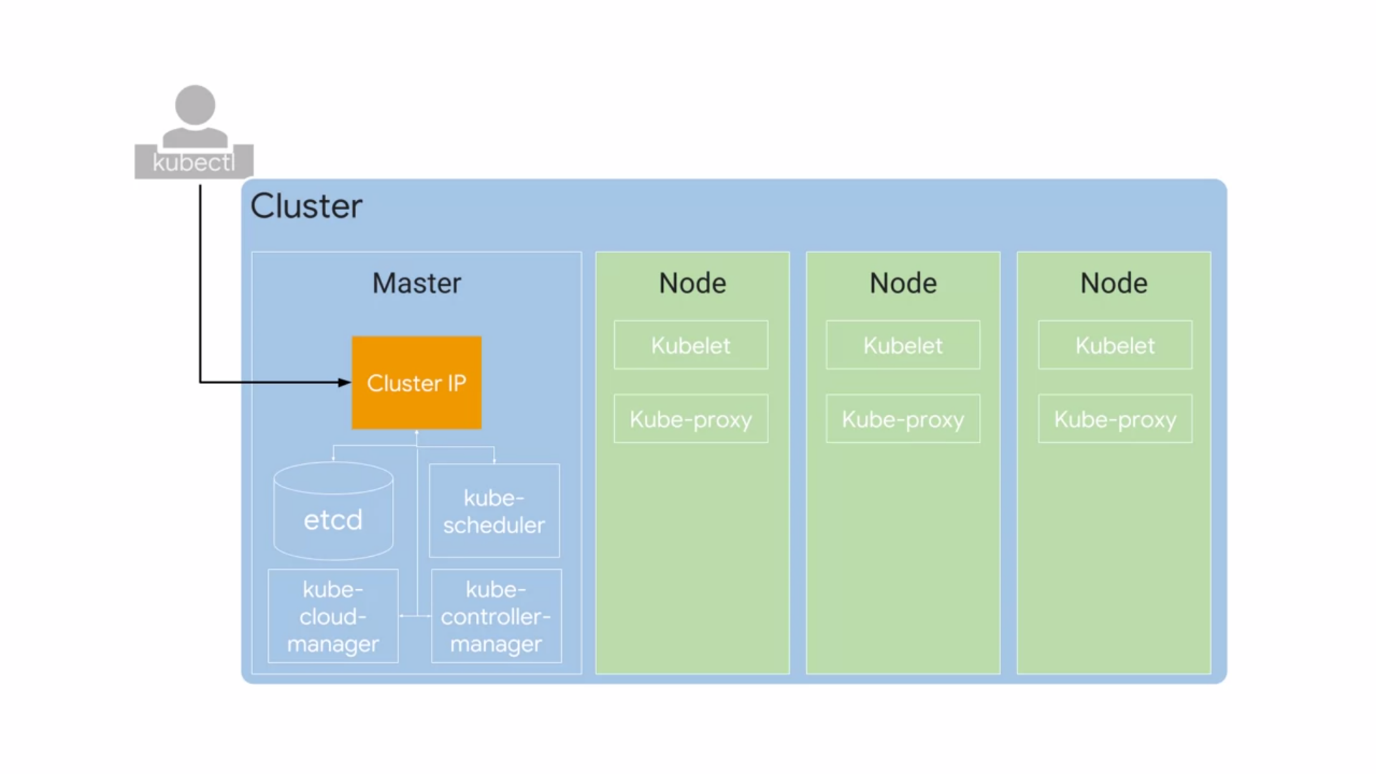 kubectl
Cluster
Master
Cluster IP
etcd
kube-
scheduler
kube-
cloud-
manager
kube-
controller-
manager
Node
Kubelet
Kube-proxy
Node
Kubelet
Kube-proxy
Node
Kubelet
Kube-proxy